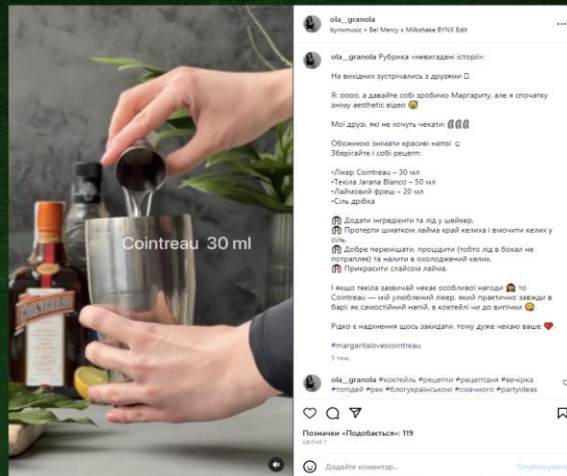 Cointreau 30 ml
COINTREAU
ola__granola
bynxmusic • Bel Mercy x Milkshake BYNX Edit
ola__granola Рубрика «невигадані історії»:
На вихідних зустрічались з друзями
Я: оооо, а давайте собі зробимо Маргариту, але я спочатку
зніму aesthetic відео
Мої друзі, які не хочуть чекати:
Обожнюю знімати красиві напої
Зберігайте і собі рецепт:
•Лікер Cointreau – 30 мл
•Текіла Jarana Blanco – 50 мл
•Лаймовий фреш – 20 мл
•Сіль дрібка
Додати інгредієнти та лід у шейкер.
Протерти шматком лайма край келиха і вмочити келих у
сіль.
Добре перемішати, процідити (тобто лід в бокал не
потрапляє) та налити в охолоджений келих.
Прикрасити слайсом лайма.
І якщо текіла зазвичай чекає особливої нагоди то
Cointreau — мій улюблений лікер, який практично завжди в
барі: як самостійний напій, в коктейлі чи до випічки
Рідко є надхнення щось закидати, тому дуже чекаю ваше
#margaritalovescointreau
5 тиж.
ola__granola #коктейль #рецепти #рецептдня #вечірка
#топідей #рек #блогукраїнською #смачного #partyideas
Позначки «Подобається»: 119
квітня 7
Додайте коментар...
Опублікувати